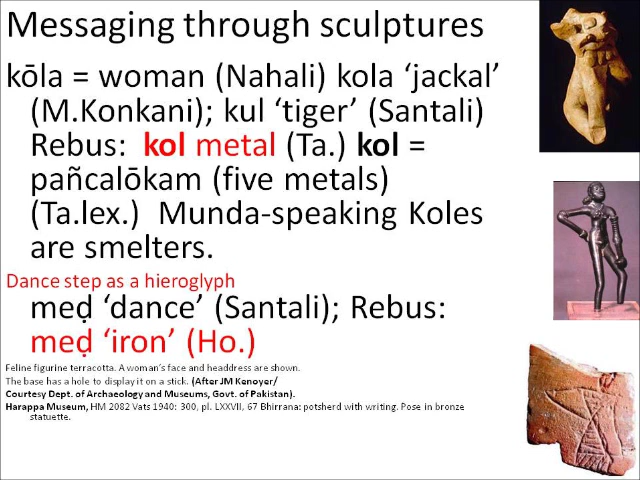 Messaging through sculptures
kōla = woman (Nahali) kola ‘jackal’
(M.Konkani); kul ‘tiger’ (Santali)
Rebus: kol metal (Ta.) kol =
pañcalōkam (five metals)
(Ta.lex.) Munda-speaking Koles
are smelters.
Dance step as a hieroglyph
meḍ ‘dance’ (Santali); Rebus:
meḍ ‘iron’ (Ho.)
Feline figurine terracotta. A woman’s face and headdress are shown.
The base has a hole to display it on a stick. (After JM Kenoyer/
Courtesy Dept. of Archaeology and Museums, Govt. of Pakistan).
Harappa Museum, HM 2082 Vats 1940: 300, pl. LXXVII, 67 Bhirrana: potsherd with writing. Pose in bronze
statuette.